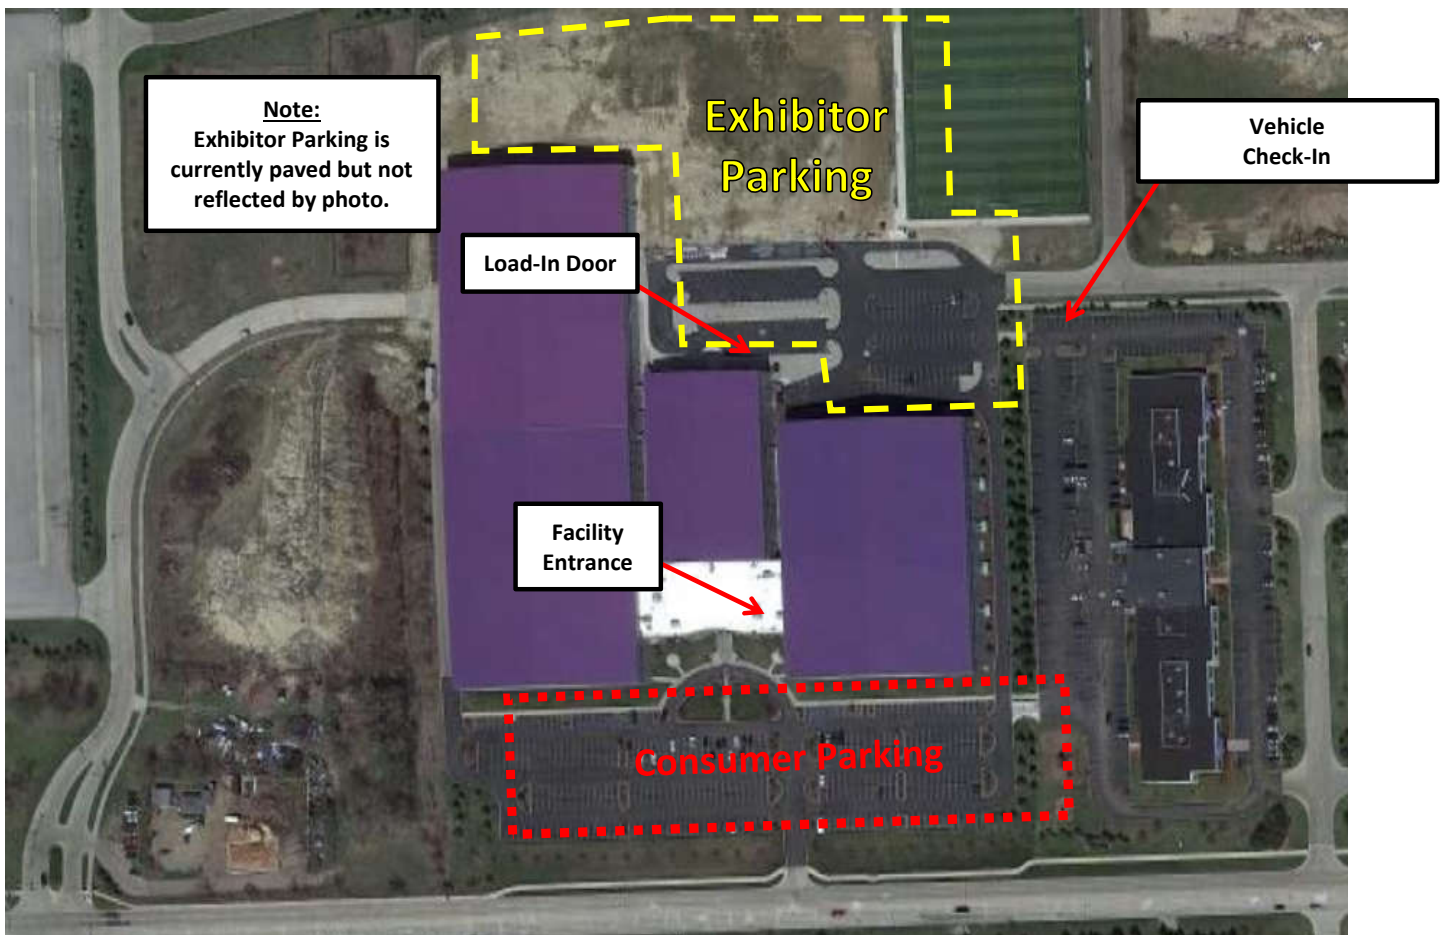 Note:
Exhibitor Parking is
currently paved but not
reflected by photo.
Exhibitor
Parking
Vehicle
Check-In
Load-In Door
Facility
Entrance
Consumer Parking